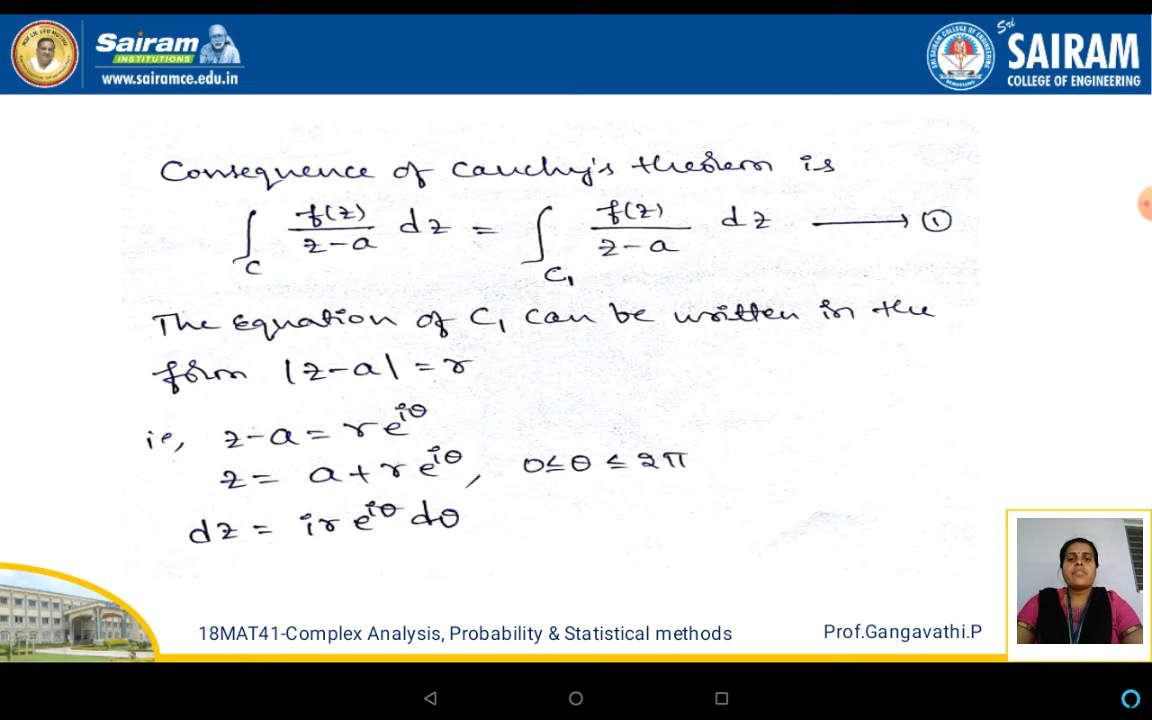 Sairam
INSTITUTIONS
www.sairamce.edu.in
Sri
SAIRAM
COLLEGE OF ENGINEERING
Consequence of Cauchy's theorem is
∫_C f(z)/(z-a) dz = ∫_{C₁} f(z)/(z-a) dz ⟶ ①
The equation of C₁ can be written in the
form |z-a| = r
ie, z-a = re^{iθ}
z = a + re^{iθ}, 0 ≤ θ ≤ 2π
dz = ire^{iθ} dθ
18MAT41-Complex Analysis, Probability & Statistical methods
Prof.Gangavathi.P